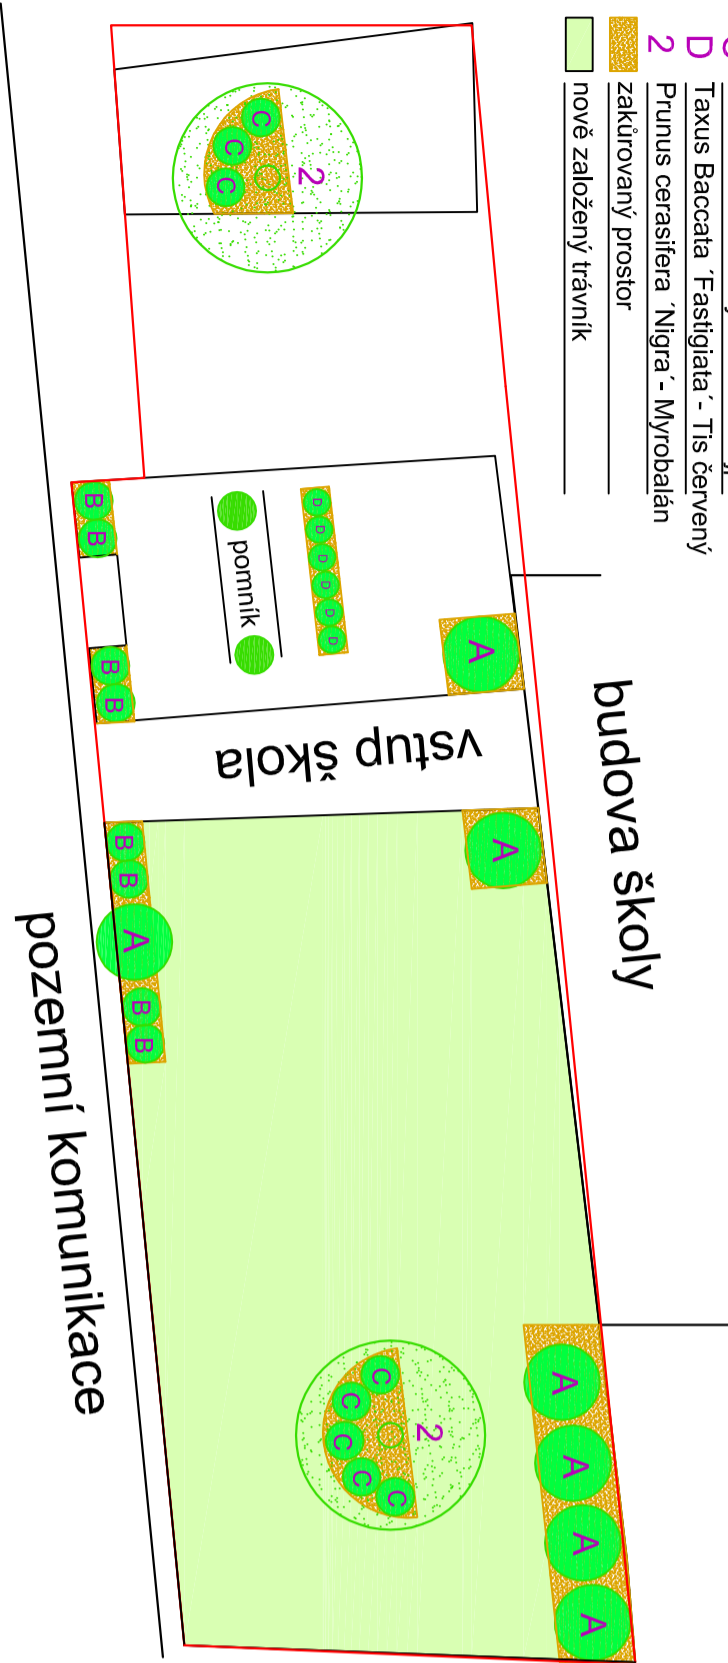 D Taxus Baccata ´Fastigiata´- Tis červený
2 Prunus cerasifera ´Nigra´- Myrobalán
zakůrovaný prostor
nově založený trávník
budova školy
2
C
C
C
D
D
D
D
D
D
pomník
A
B
B
B
B
vstup škola
A
B
B
A
B
B
pozemní komunikace
2
C
C
C
C
C
A
A
A
A